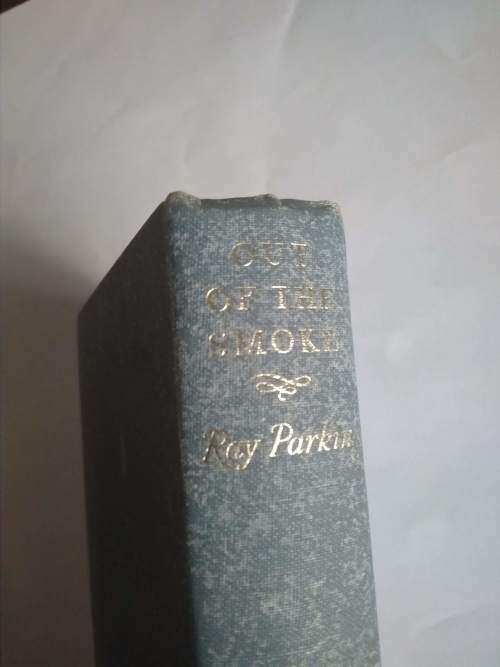 OUT
OF THE
SMOKE
Ray Parkin